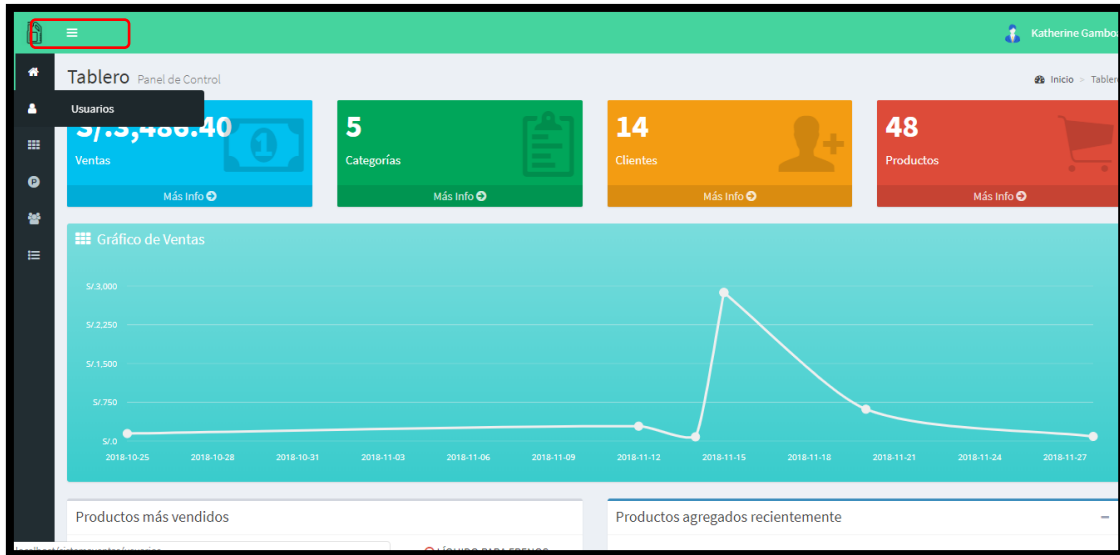 Katherine Gambo
Tablero Panel de Control
Inicio > Tabler
Usuarios
S/.3,486.40
Ventas
Más Info
5
Categorías
Más Info
14
Clientes
Más Info
48
Productos
Más Info
Gráfico de Ventas
S/.3,000
S/.2,250
S/.1,500
S/.750
S/.0
2018-10-25 2018-10-28 2018-10-31 2018-11-03 2018-11-06 2018-11-09 2018-11-12 2018-11-15 2018-11-18 2018-11-21 2018-11-24 2018-11-27
Productos más vendidos
Productos agregados recientemente
LÍQUIDO PARA FRENOS